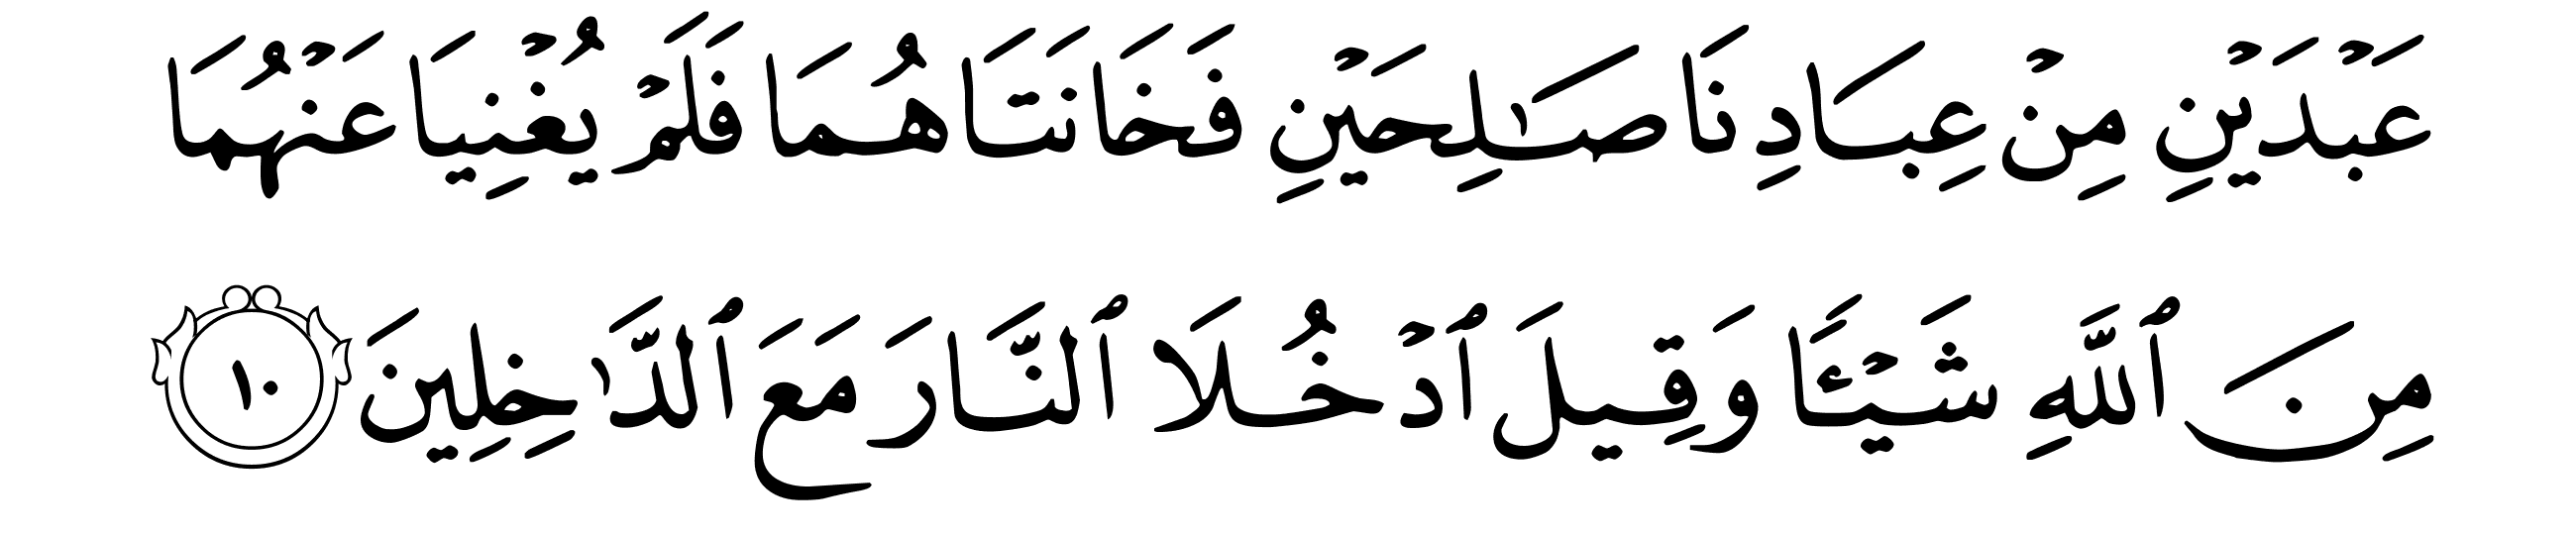 عَبۡدَيۡنِ مِنۡ عِبَادِنَا صَـٰلِحَيۡنِ فَخَانَتَاهُمَا فَلَمۡ يُغۡنِيَا عَنۡهُمَا
مِنَ ٱللَّهِ شَيۡـًٔا وَقِيلَ ٱدۡخُلَا ٱلنَّارَ مَعَ ٱلدَّٰخِلِينَ ١٠